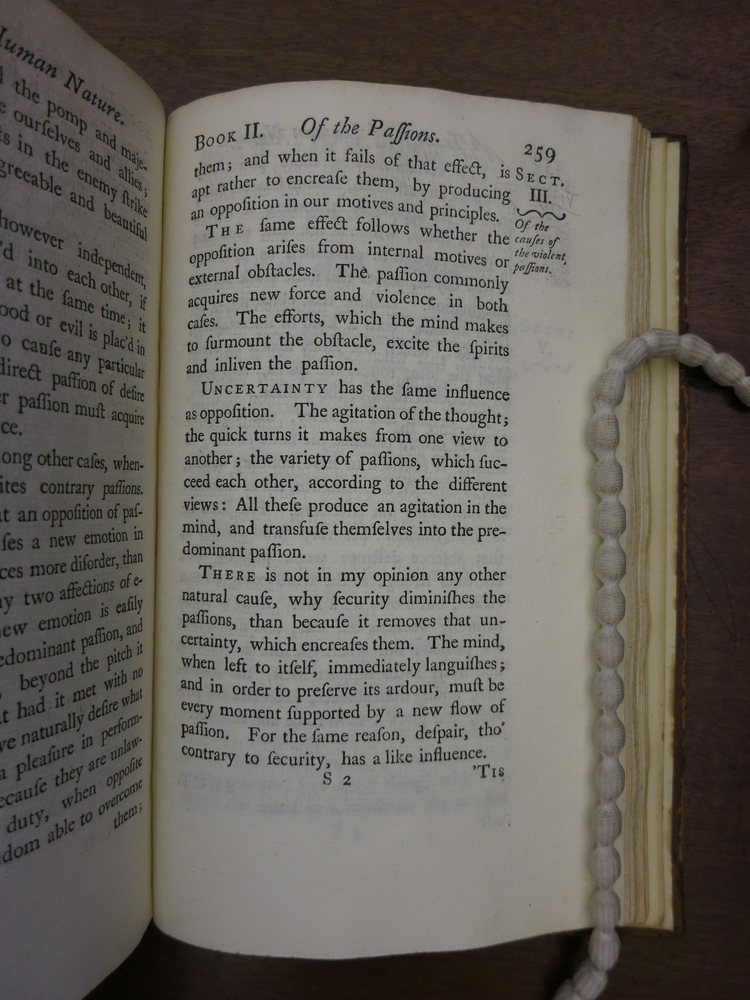 Human Nature.
the pomp and maje-
ourſelves and allies;
in the enemy ſtrike
greeable and beautiful
however independent,
'd into each other, if
at the ſame time; it
ood or evil is plac'd in
o cauſe any particular
direct paſſion of deſire
er paſſion muſt acquire
ce.
ong other caſes, when-
ites contrary paſſions.
t an oppoſition of paſ-
ſes a new emotion in
ces more diſorder, than
y two affections of e-
ew emotion is eaſily
edominant paſſion, and
beyond the pitch it
t had it met with no
ve naturally deſire what
a pleaſure in perform-
ecauſe they are unlaw-
duty, when oppoſite
dom able to overcome
them;
BOOK II. Of the Paſſions. 259
them; and when it fails of that effect, is
apt rather to encreaſe them, by producing
an oppoſition in our motives and principles.
THE ſame effect follows whether the
oppoſition ariſes from internal motives or
external obſtacles. The paſſion commonly
acquires new force and violence in both
caſes. The efforts, which the mind makes
to ſurmount the obſtacle, excite the ſpirits
and inliven the paſſion.
SECT.
III.
Of the
cauſes of
the violent
paſſions.
UNCERTAINTY has the ſame influence
as oppoſition. The agitation of the thought;
the quick turns it makes from one view to
another; the variety of paſſions, which ſuc-
ceed each other, according to the different
views: All theſe produce an agitation in the
mind, and transfuſe themſelves into the pre-
dominant paſſion.
THERE is not in my opinion any other
natural cauſe, why ſecurity diminiſhes the
paſſions, than becauſe it removes that un-
certainty, which encreaſes them. The mind,
when left to itſelf, immediately languiſhes;
and in order to preſerve its ardour, muſt be
every moment ſupported by a new flow of
paſſion. For the ſame reaſon, deſpair, tho'
contrary to ſecurity, has a like influence.
S 2 'TIS